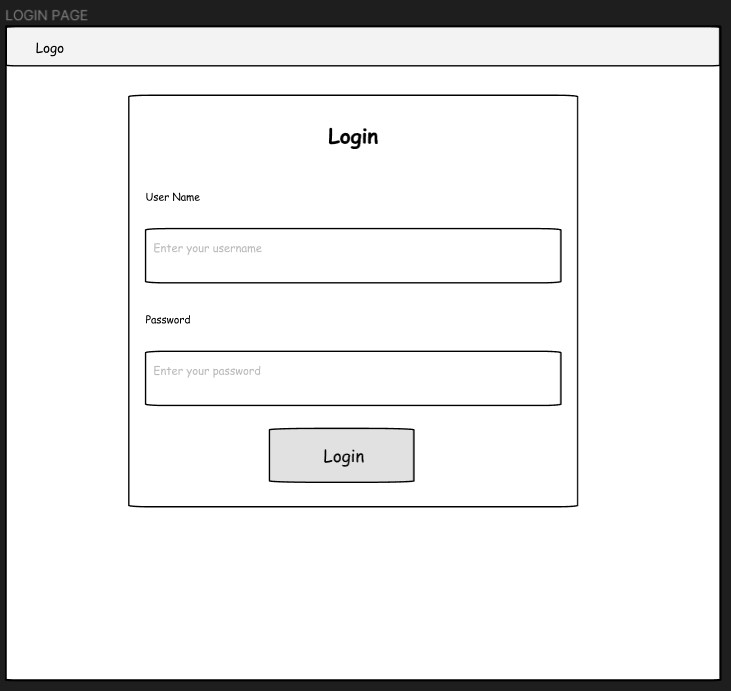 LOGIN PAGE
Logo
Login
User Name
Enter your username
Password
Enter your password
Login